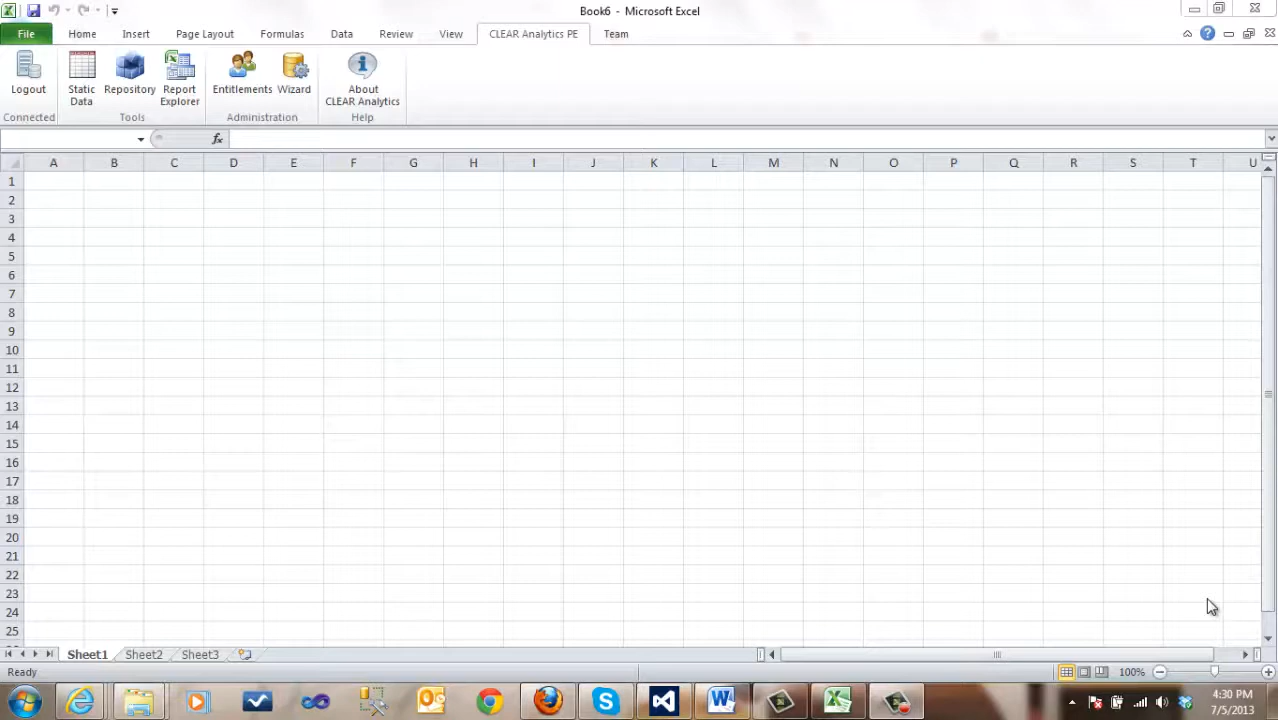 Book6 - Microsoft Excel
File Home Insert Page Layout Formulas Data Review View CLEAR Analytics PE Team
Logout
Static Data
Repository
Report Explorer
Entitlements
Wizard
About CLEAR Analytics
Connected Tools Administration Help
fx
A B C D E F G H I J K L M N O P Q R S T U
1
2
3
4
5
6
7
8
9
10
11
12
13
14
15
16
17
18
19
20
21
22
23
24
25
Sheet1 Sheet2 Sheet3
Ready 100%
4:30 PM
7/5/2013